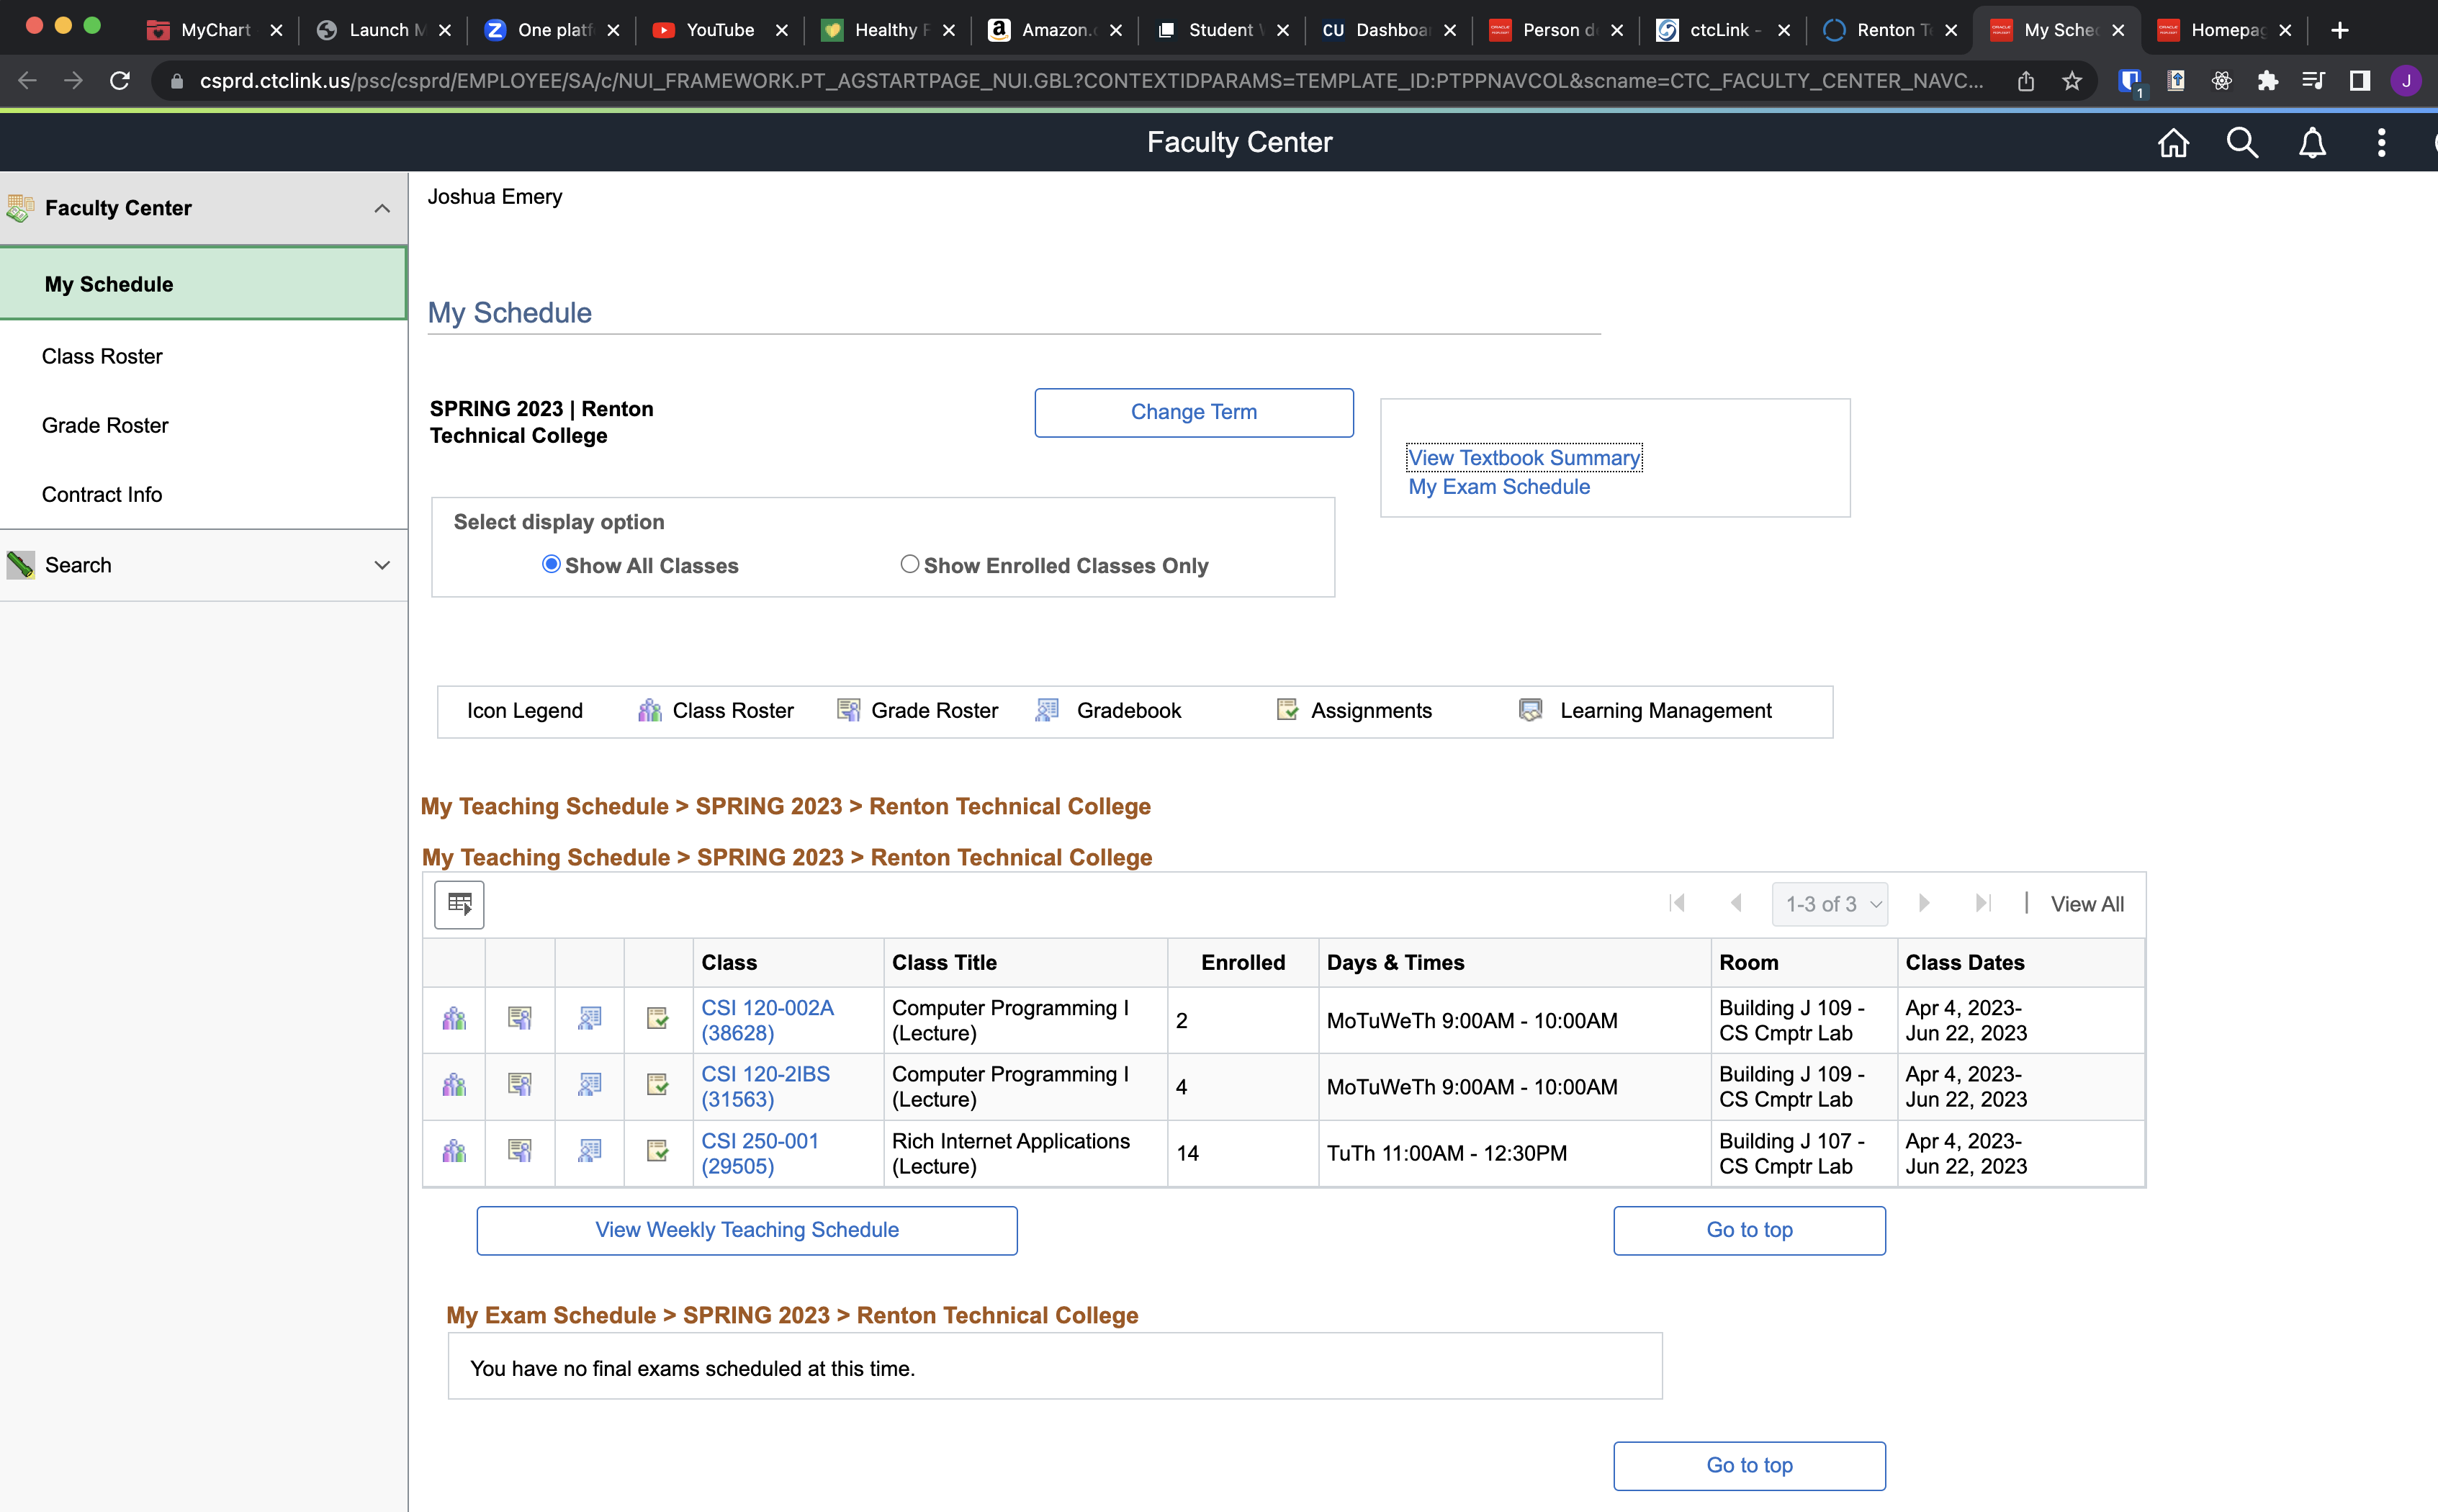 MyChart
Launch M
One platf
YouTube
Healthy F
Amazon.c
Student
CU Dashboa
Person d
ctcLink -
Renton T
My Sche
Homepag
csprd.ctclink.us/psc/csprd/EMPLOYEE/SA/c/NUI_FRAMEWORK.PT_AGSTARTPAGE_NUI.GBL?CONTEXTIDPARAMS=TEMPLATE_ID:PTPPNAVCOL&scname=CTC_FACULTY_CENTER_NAVC...
1
J
Faculty Center
Faculty Center
My Schedule
Class Roster
Grade Roster
Contract Info
Search
Joshua Emery
My Schedule
SPRING 2023 | Renton
Technical College
Change Term
View Textbook Summary
My Exam Schedule
Select display option
Show All Classes
Show Enrolled Classes Only
Icon Legend Class Roster Grade Roster Gradebook Assignments Learning Management
My Teaching Schedule > SPRING 2023 > Renton Technical College
My Teaching Schedule > SPRING 2023 > Renton Technical College
1-3 of 3 | View All
Class Class Title Enrolled Days & Times Room Class Dates
CSI 120-002A
(38628)
Computer Programming I
(Lecture)
2
MoTuWeTh 9:00AM - 10:00AM
Building J 109 -
CS Cmptr Lab
Apr 4, 2023-
Jun 22, 2023
CSI 120-2IBS
(31563)
Computer Programming I
(Lecture)
4
MoTuWeTh 9:00AM - 10:00AM
Building J 109 -
CS Cmptr Lab
Apr 4, 2023-
Jun 22, 2023
CSI 250-001
(29505)
Rich Internet Applications
(Lecture)
14
TuTh 11:00AM - 12:30PM
Building J 107 -
CS Cmptr Lab
Apr 4, 2023-
Jun 22, 2023
View Weekly Teaching Schedule
Go to top
My Exam Schedule > SPRING 2023 > Renton Technical College
You have no final exams scheduled at this time.
Go to top